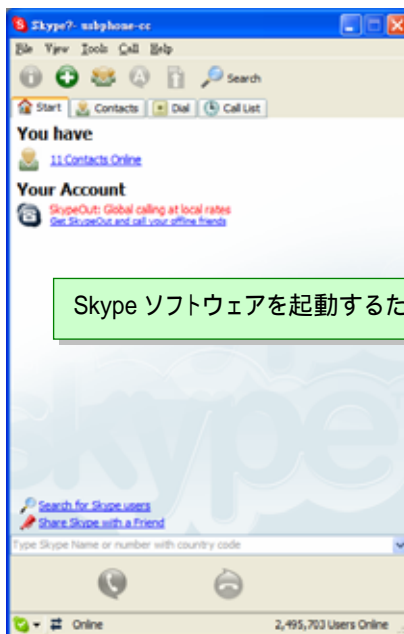 Skype?- usbphone-cc
File View Tools Call Help
Search
Start Contacts Dial Call List
You have
11 Contacts Online
Your Account
SkypeOut: Global calling at local rates
Get SkypeOut and call your offline friends
Skype ソフトウェアを起動するた
skype
Search for Skype users
Share Skype with a Friend
Type Skype Name or number with country code
Online 2,495,703 Users Online